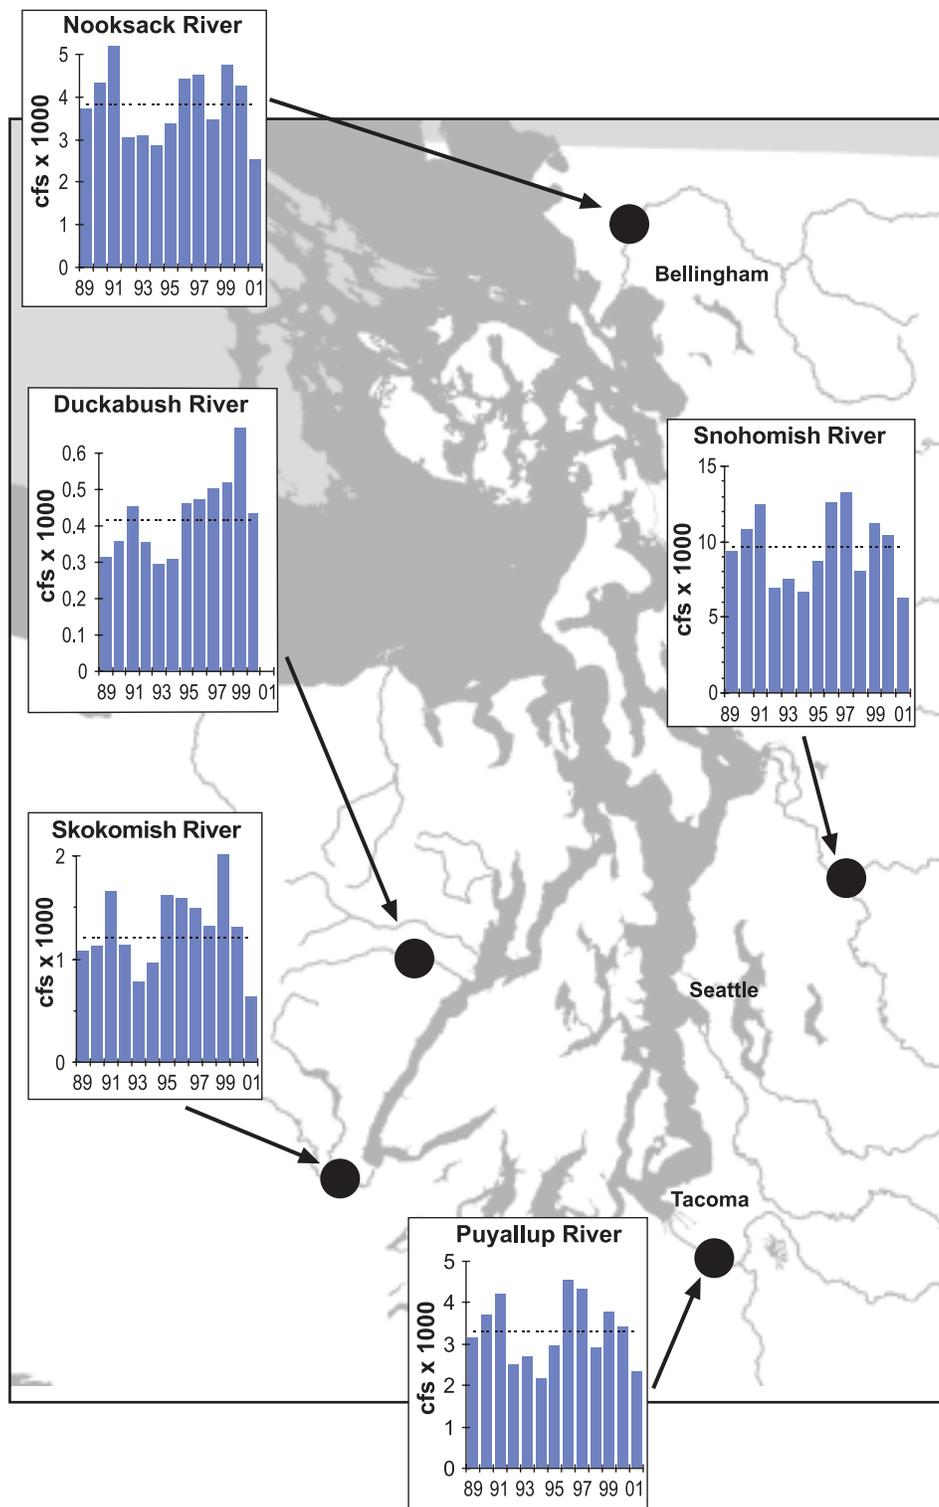 Nooksack River
cfs x 1000
5
4
3
2
1
0
89 91 93 95 97 99 01
Bellingham
Duckabush River
cfs x 1000
0.6
0.5
0.4
0.3
0.2
0.1
0
89 91 93 95 97 99 01
Snohomish River
cfs x 1000
15
10
5
0
89 91 93 95 97 99 01
Skokomish River
cfs x 1000
2
1
0
89 91 93 95 97 99 01
Seattle
Tacoma
Puyallup River
cfs x 1000
5
4
3
2
1
0
89 91 93 95 97 99 01